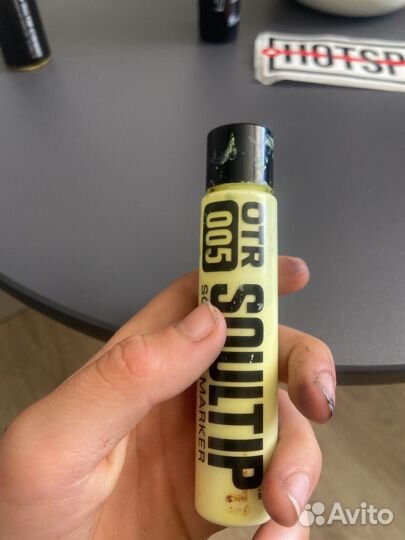 HOTSP
OTR
005
SOULTIP
MARKER
Avito